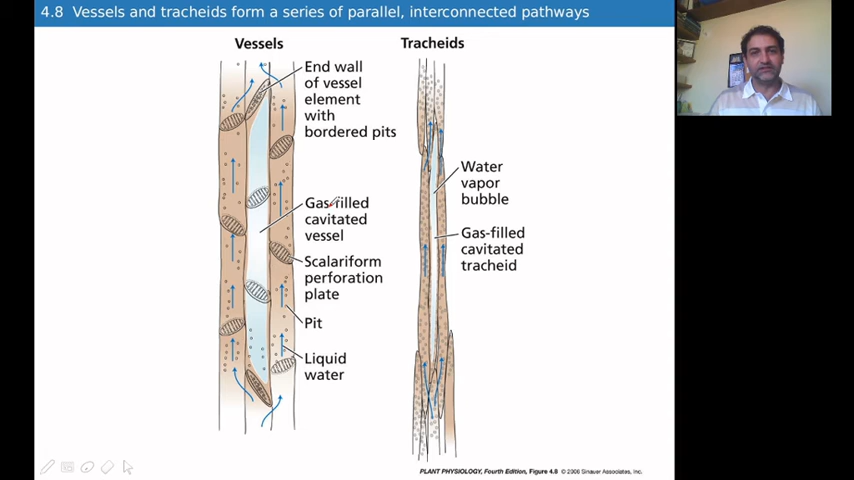 4.8 Vessels and tracheids form a series of parallel, interconnected pathways
Vessels
End wall
of vessel
element
with
bordered pits
Gas-filled
cavitated
vessel
Scalariform
perforation
plate
Pit
Liquid
water
Tracheids
Water
vapor
bubble
Gas-filled
cavitated
tracheid
PLANT PHYSIOLOGY, Fourth Edition, Figure 4.8 © 2006 Sinauer Associates, Inc.